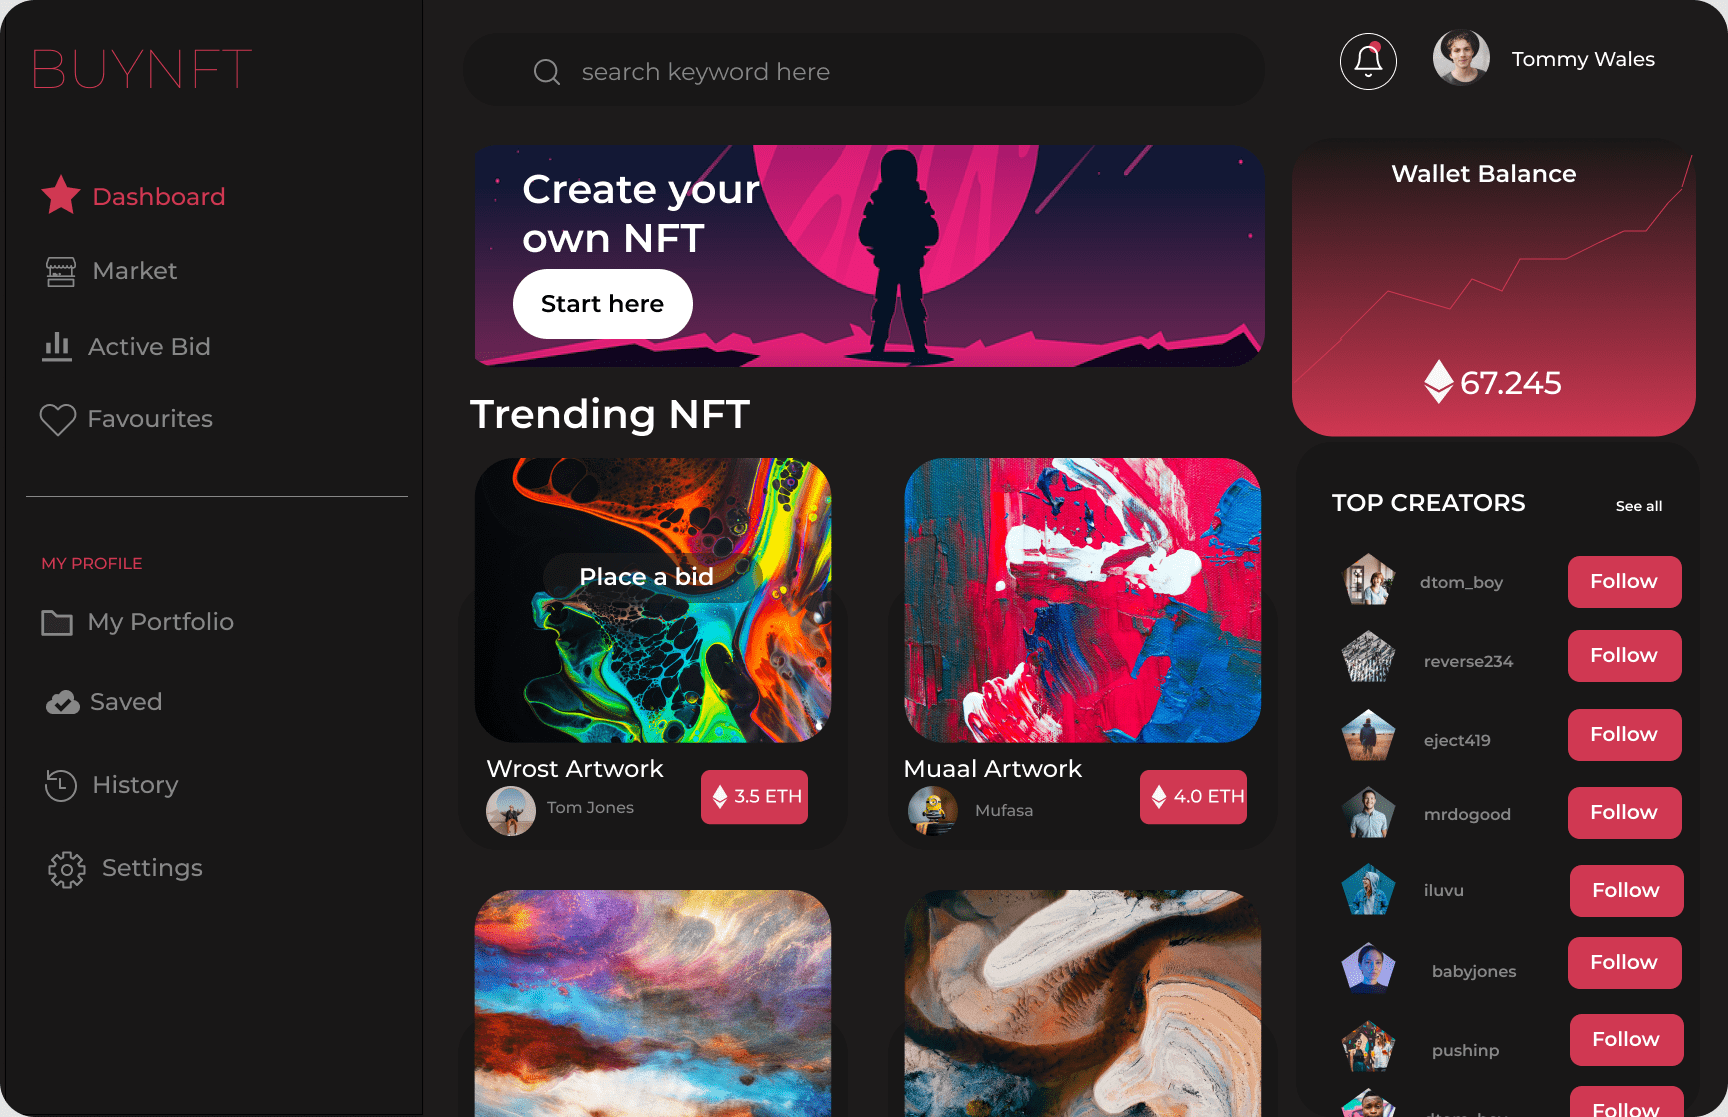 BUYNFT
Dashboard
Market
Active Bid
Favourites
MY PROFILE
My Portfolio
Saved
History
Settings
search keyword here
Tommy Wales
Create your
own NFT
Start here
Wallet Balance
67.245
Trending NFT
Place a bid
Wrost Artwork
Tom Jones
3.5 ETH
Muaal Artwork
Mufasa
4.0 ETH
TOP CREATORS
See all
dtom_boy
Follow
reverse234
Follow
eject419
Follow
mrdogood
Follow
iluvu
Follow
babyjones
Follow
pushinp
Follow
dtom_boy
Follow